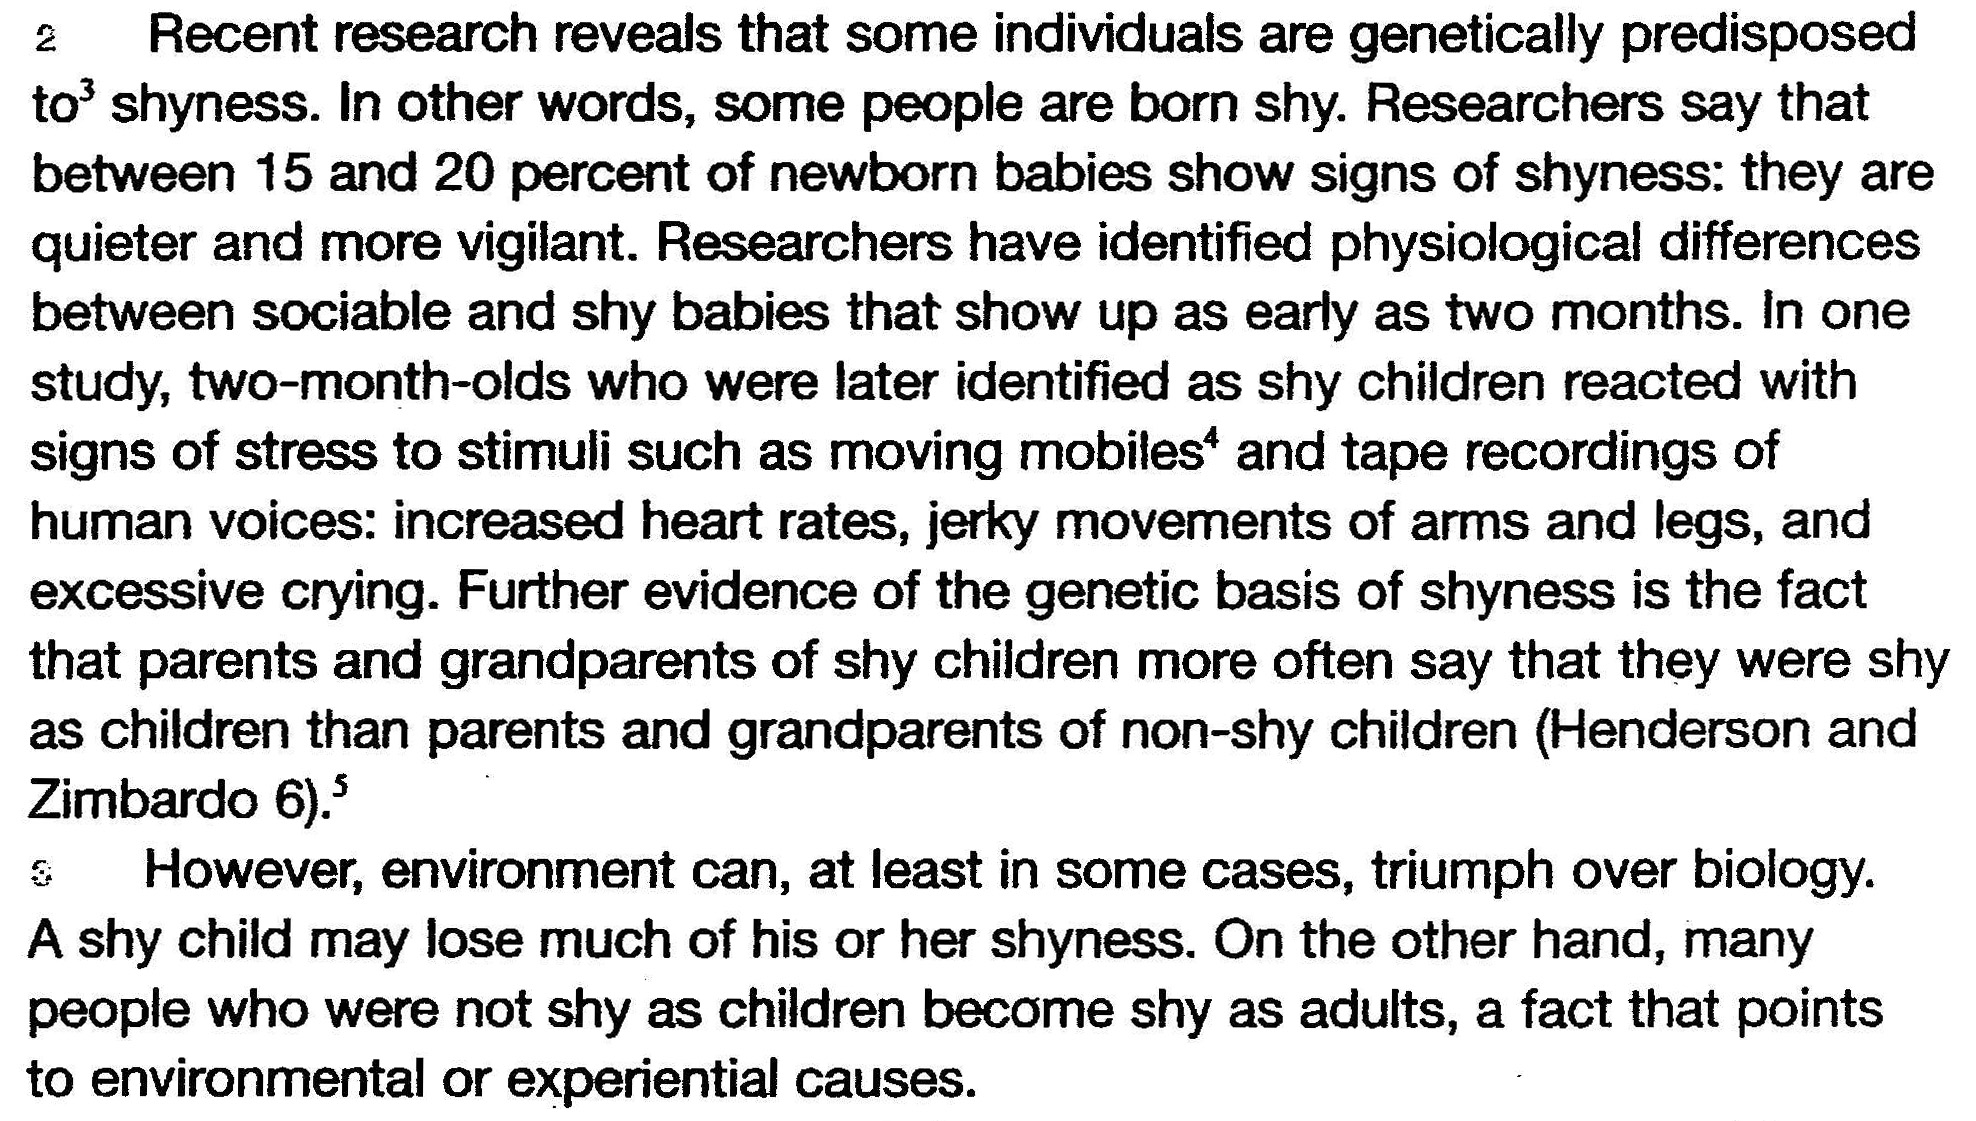 2 Recent research reveals that some individuals are genetically predisposed
to³ shyness. In other words, some people are born shy. Researchers say that
between 15 and 20 percent of newborn babies show signs of shyness: they are
quieter and more vigilant. Researchers have identified physiological differences
between sociable and shy babies that show up as early as two months. In one
study, two-month-olds who were later identified as shy children reacted with
signs of stress to stimuli such as moving mobiles⁴ and tape recordings of
human voices: increased heart rates, jerky movements of arms and legs, and
excessive crying. Further evidence of the genetic basis of shyness is the fact
that parents and grandparents of shy children more often say that they were shy
as children than parents and grandparents of non-shy children (Henderson and
Zimbardo 6).⁵
3 However, environment can, at least in some cases, triumph over biology.
A shy child may lose much of his or her shyness. On the other hand, many
people who were not shy as children become shy as adults, a fact that points
to environmental or experiential causes.